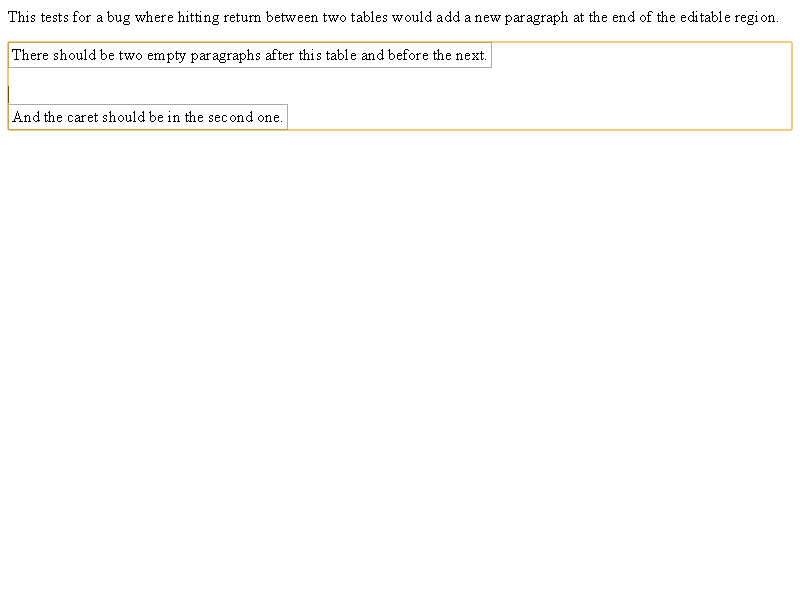 This tests for a bug where hitting return between two tables would add a new paragraph at the end of the editable region.
There should be two empty paragraphs after this table and before the next.
And the caret should be in the second one.